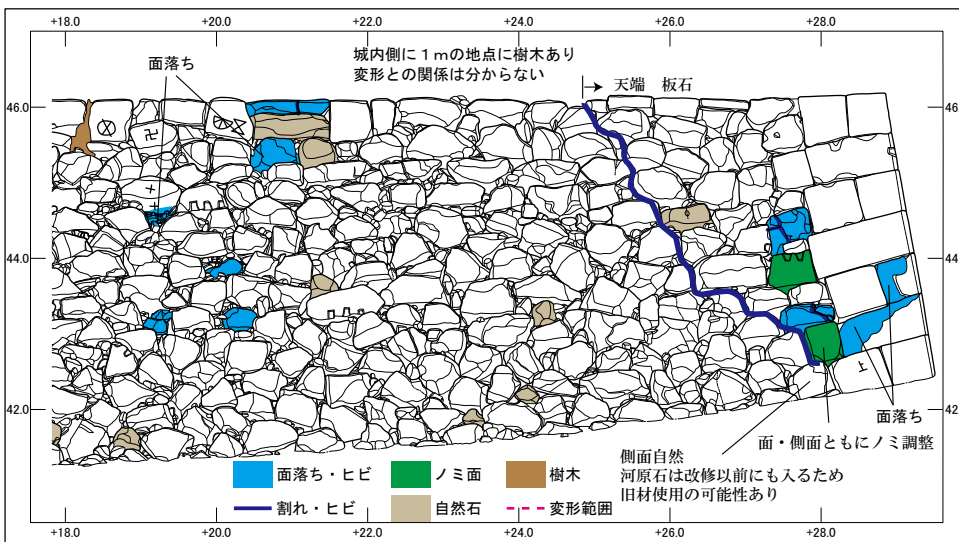 +18.0 +20.0 +22.0 +24.0 +26.0 +28.0
面落ち
城内側に１ｍの地点に樹木あり
変形との関係は分からない
天端　板石
46.0
46
卍
44.0
44
42.0
42
面落ち
面・側面ともにノミ調整
側面自然
河原石は改修以前にも入るため
旧材使用の可能性あり
面落ち・ヒビ ノミ面 樹木
割れ・ヒビ 自然石 変形範囲
+18.0 +20.0 +22.0 +24.0 +26.0 +28.0